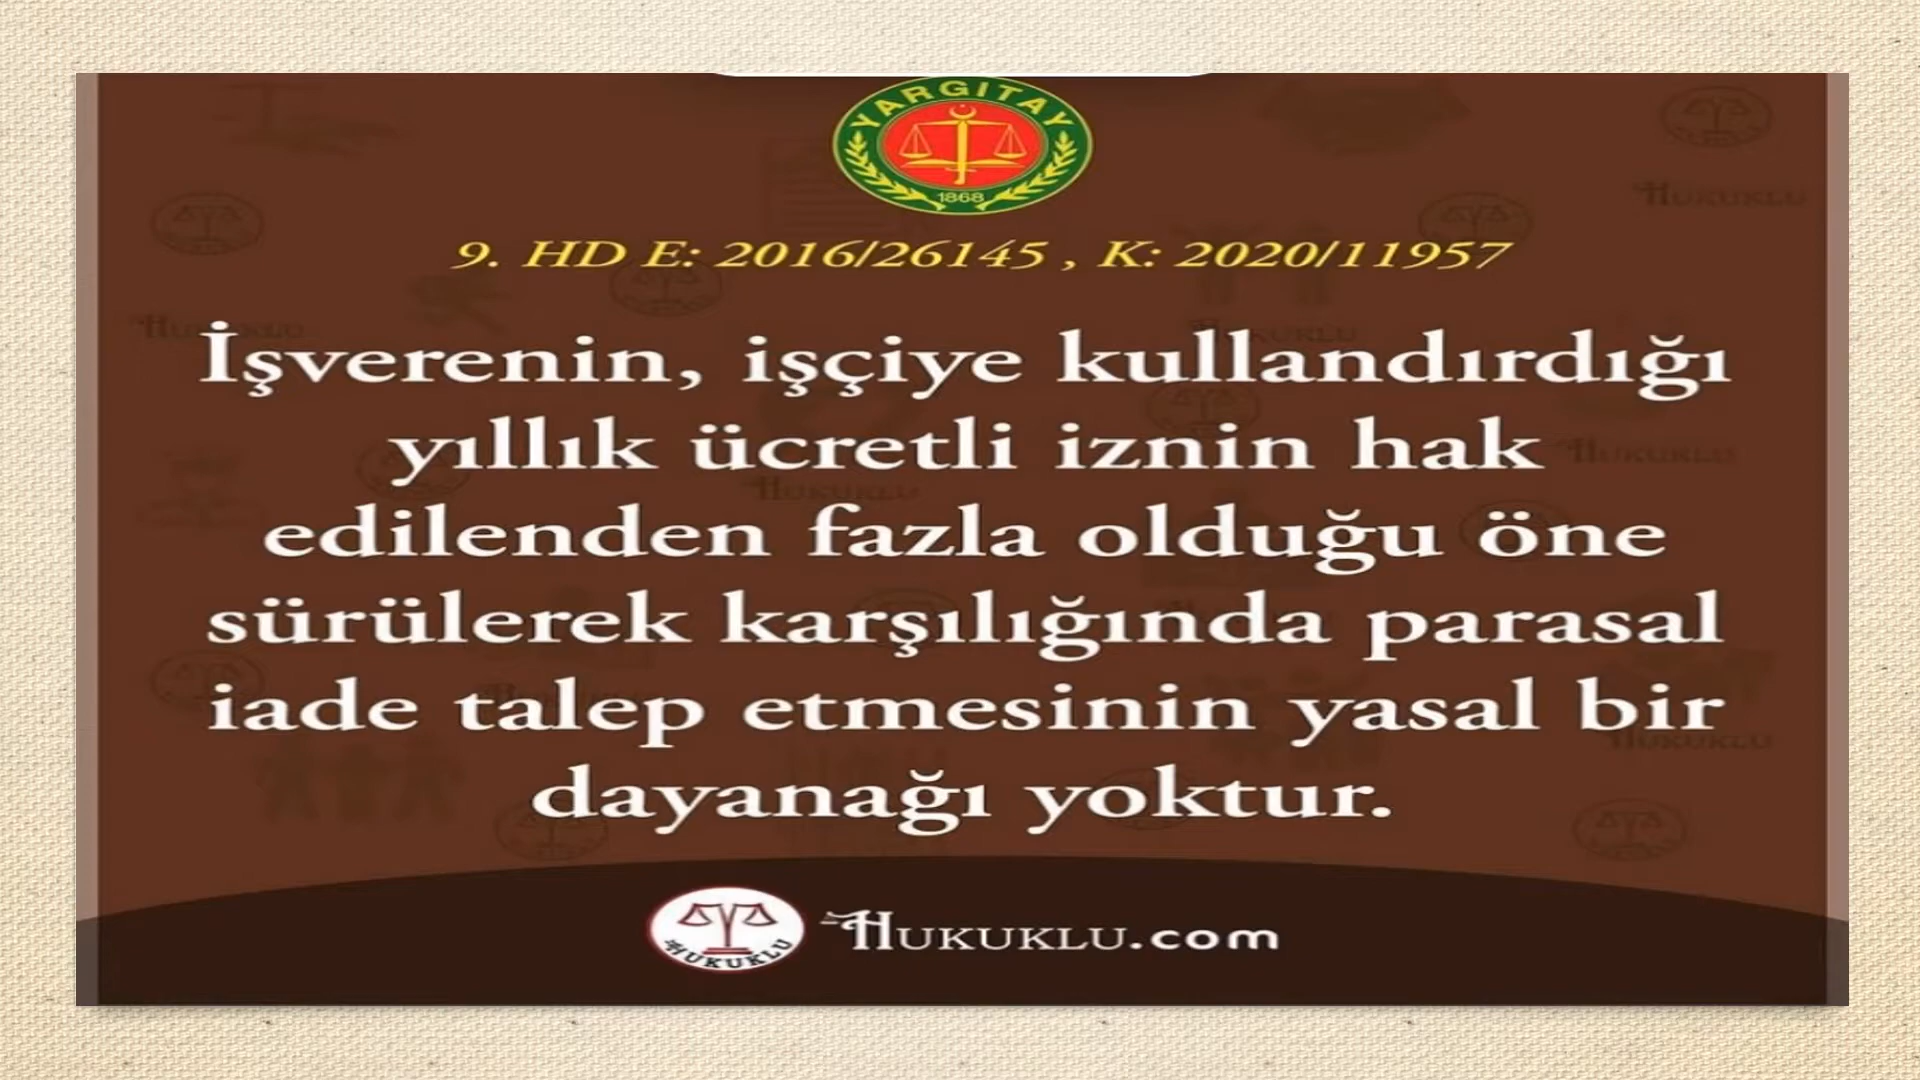 YARGITAY
1868
9. HD E: 2016/26145 , K: 2020/11957
İşverenin, işçiye kullandırdığı
yıllık ücretli iznin hak
edilenden fazla olduğu öne
sürülerek karşılığında parasal
iade talep etmesinin yasal bir
dayanağı yoktur.
HUKUKLU
HUKUKLU.com